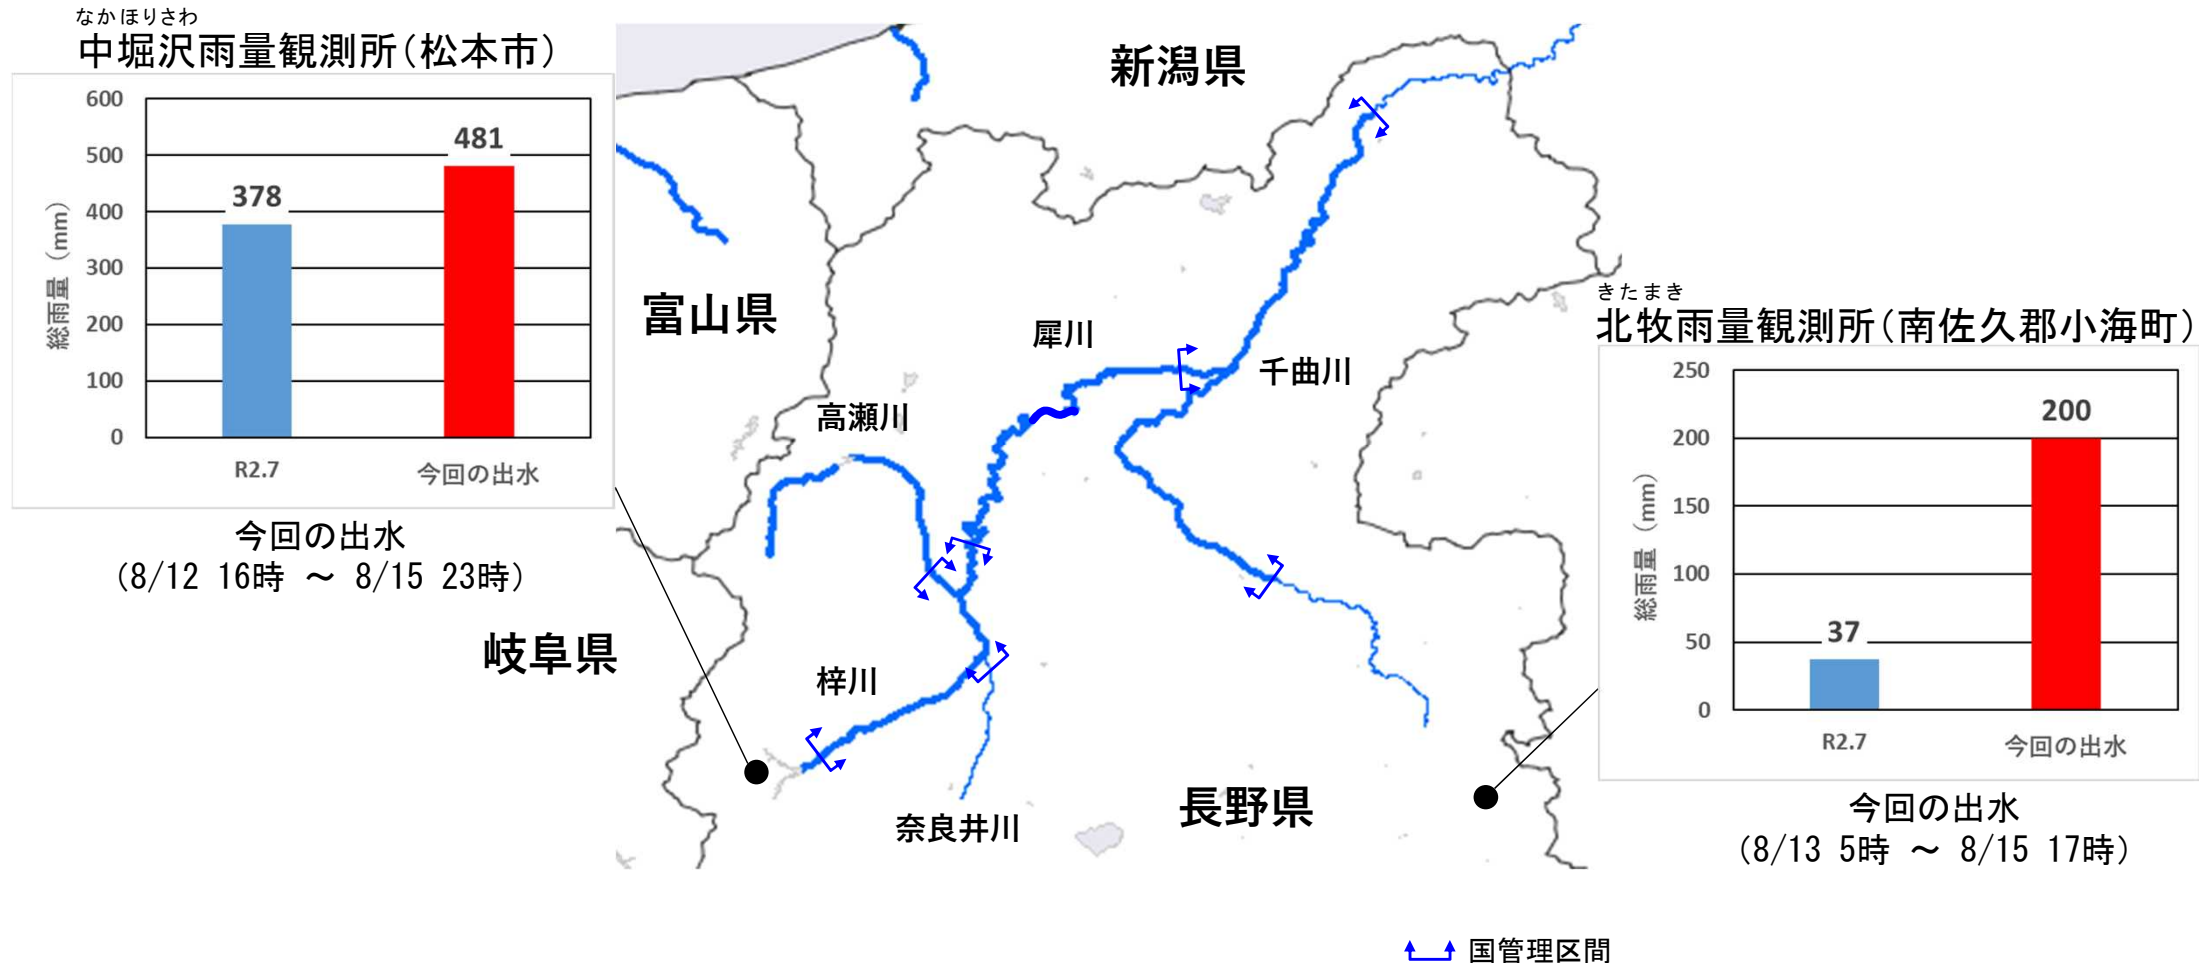 なかほりさわ
中堀沢雨量観測所（松本市）
600
500
400
300
200
100
0
総雨量（mm）
378
481
R2.7
今回の出水
今回の出水
（8/12 16時 ～ 8/15 23時）
新潟県
富山県
岐阜県
長野県
犀川
千曲川
高瀬川
梓川
奈良井川
きたまき
北牧雨量観測所（南佐久郡小海町）
250
200
150
100
50
0
総雨量（mm）
37
200
R2.7
今回の出水
今回の出水
（8/13 5時 ～ 8/15 17時）
国管理区間